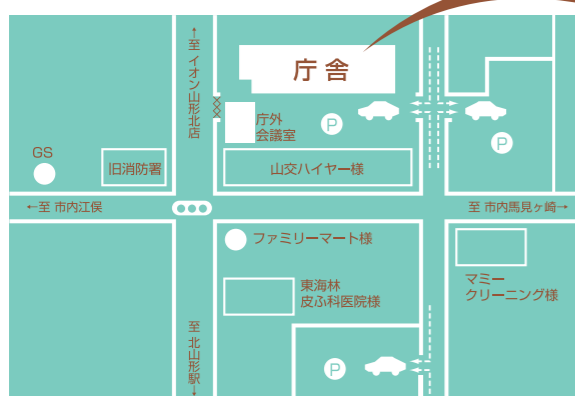 ←至 イオン山形北店
庁舎
庁外
会議室
P
P
GS
旧消防署
山交ハイヤー様
←至 市内江俣
至 市内馬見ヶ崎→
ファミリーマート様
マミー
クリーニング様
東海林
皮ふ科医院様
至 北山形駅→
P